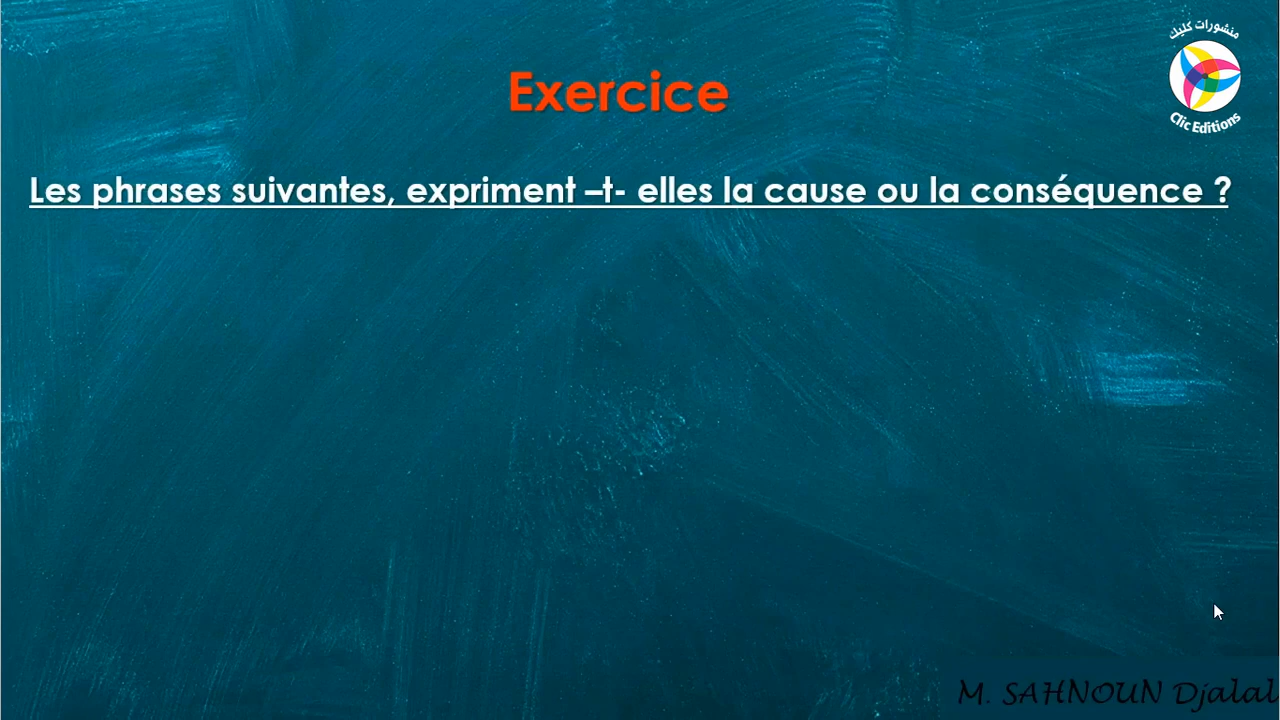 منشورات كليك
Clic Editions
Exercice
Les phrases suivantes, expriment –t- elles la cause ou la conséquence ?
M. SAHNOUN Djalal